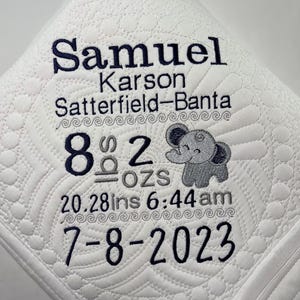 Samuel
Karson
Satterfield-Banta
8 lbs 2 ozs
20.28ins 6:44am
7-8-2023